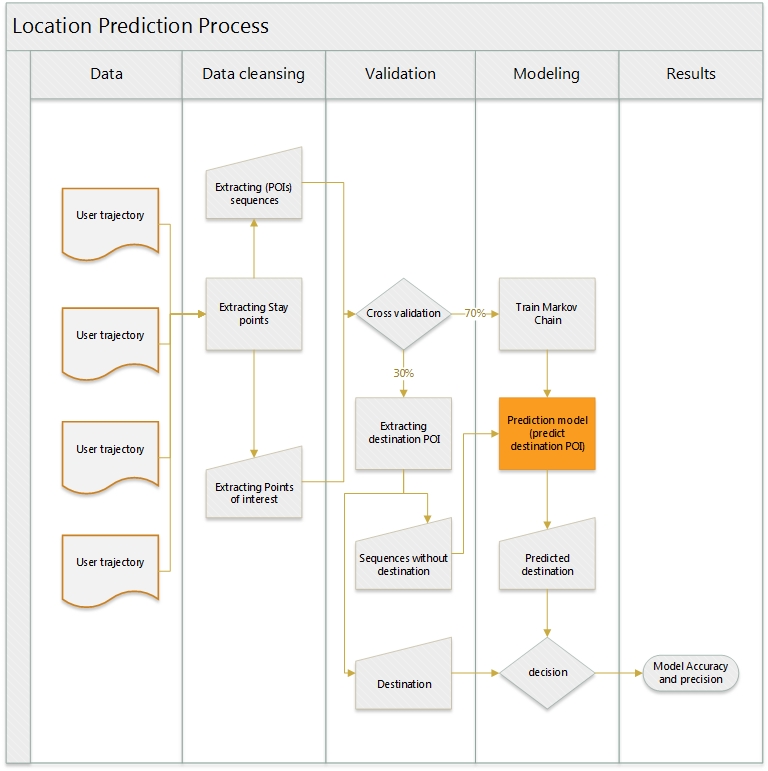 Location Prediction Process
Data
Data cleansing
Validation
Modeling
Results
User trajectory
User trajectory
User trajectory
User trajectory
Extracting (POIs)
sequences
Extracting Stay
points
Extracting Points
of interest
Cross validation
70%
30%
Extracting
destination POI
Sequences without
destination
Destination
Train Markov
Chain
Prediction model
(predict
destination POI)
Predicted
destination
decision
Model Accuracy
and precision